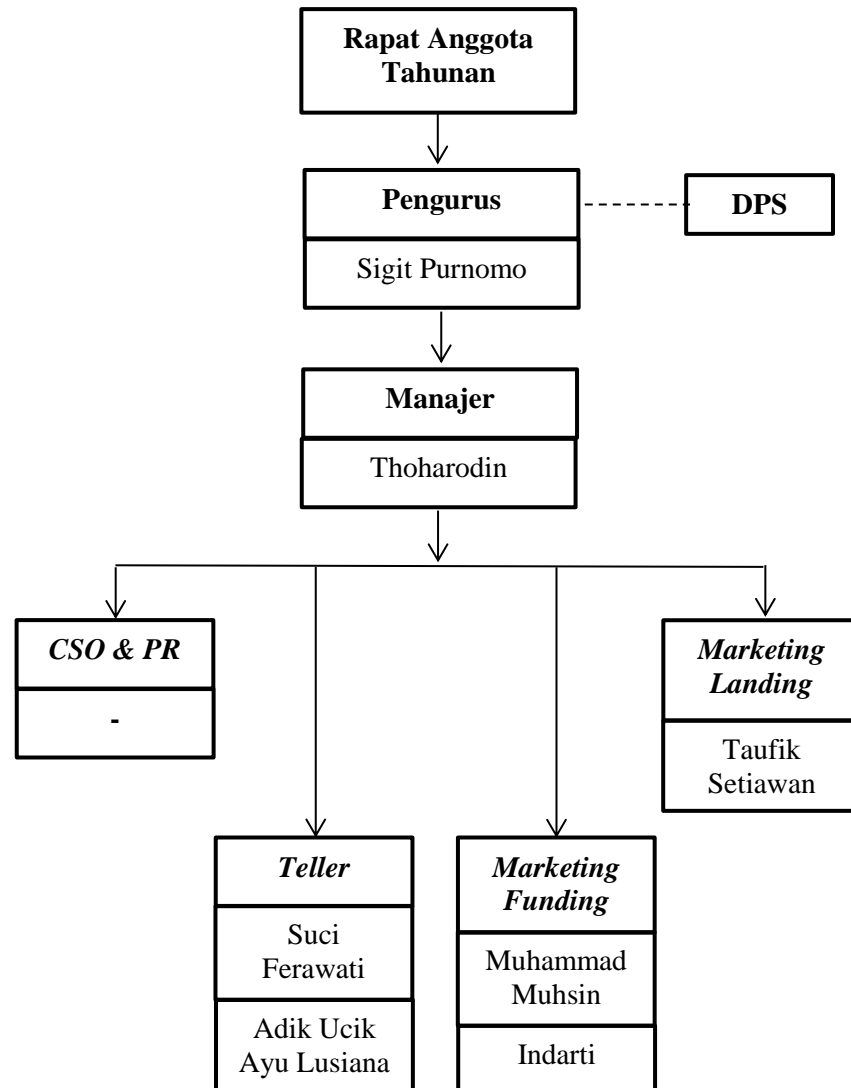 Rapat Anggota
Tahunan
Pengurus
DPS
Sigit Purnomo
Manajer
Thoharodin
CSO & PR
-
Marketing
Landing
Taufik
Setiawan
Teller
Suci
Ferawati
Adik Ucik
Ayu Lusiana
Marketing
Funding
Muhammad
Muhsin
Indarti